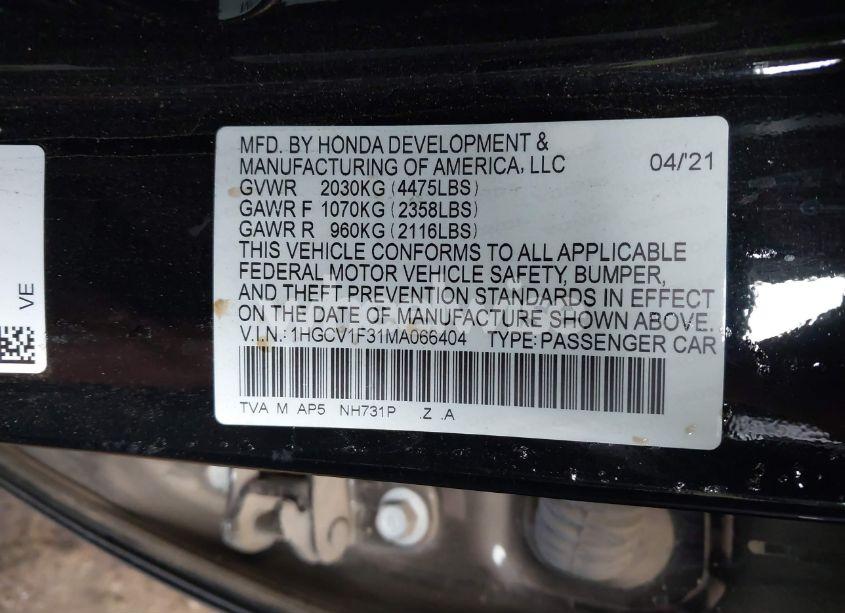 MFD. BY HONDA DEVELOPMENT &
MANUFACTURING OF AMERICA, LLC 04/'21
GVWR 2030KG (4475LBS)
GAWR F 1070KG (2358LBS)
GAWR R 960KG (2116LBS)
THIS VEHICLE CONFORMS TO ALL APPLICABLE
FEDERAL MOTOR VEHICLE SAFETY, BUMPER,
AND THEFT PREVENTION STANDARDS IN EFFECT
ON THE DATE OF MANUFACTURE SHOWN ABOVE.
V.I.N.: 1HGCV1F31MA066404 TYPE: PASSENGER CAR
TVA M AP5 NH731P .Z .A
VE